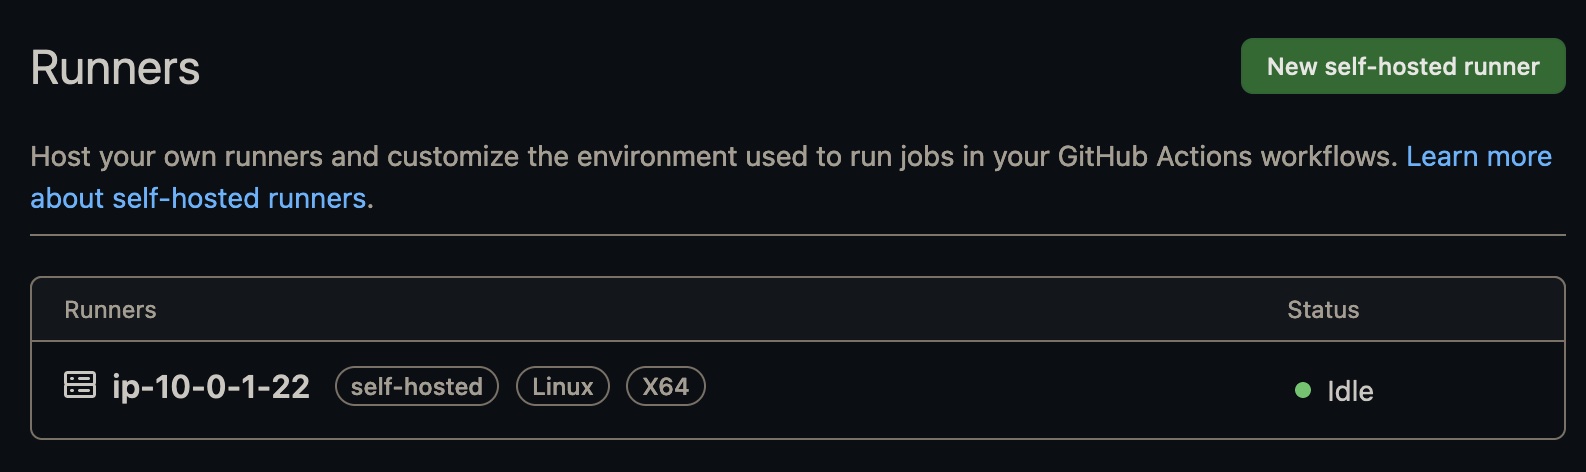 Runners
New self-hosted runner
Host your own runners and customize the environment used to run jobs in your GitHub Actions workflows. Learn more
about self-hosted runners.
Runners Status
ip-10-0-1-22 self-hosted Linux X64 Idle